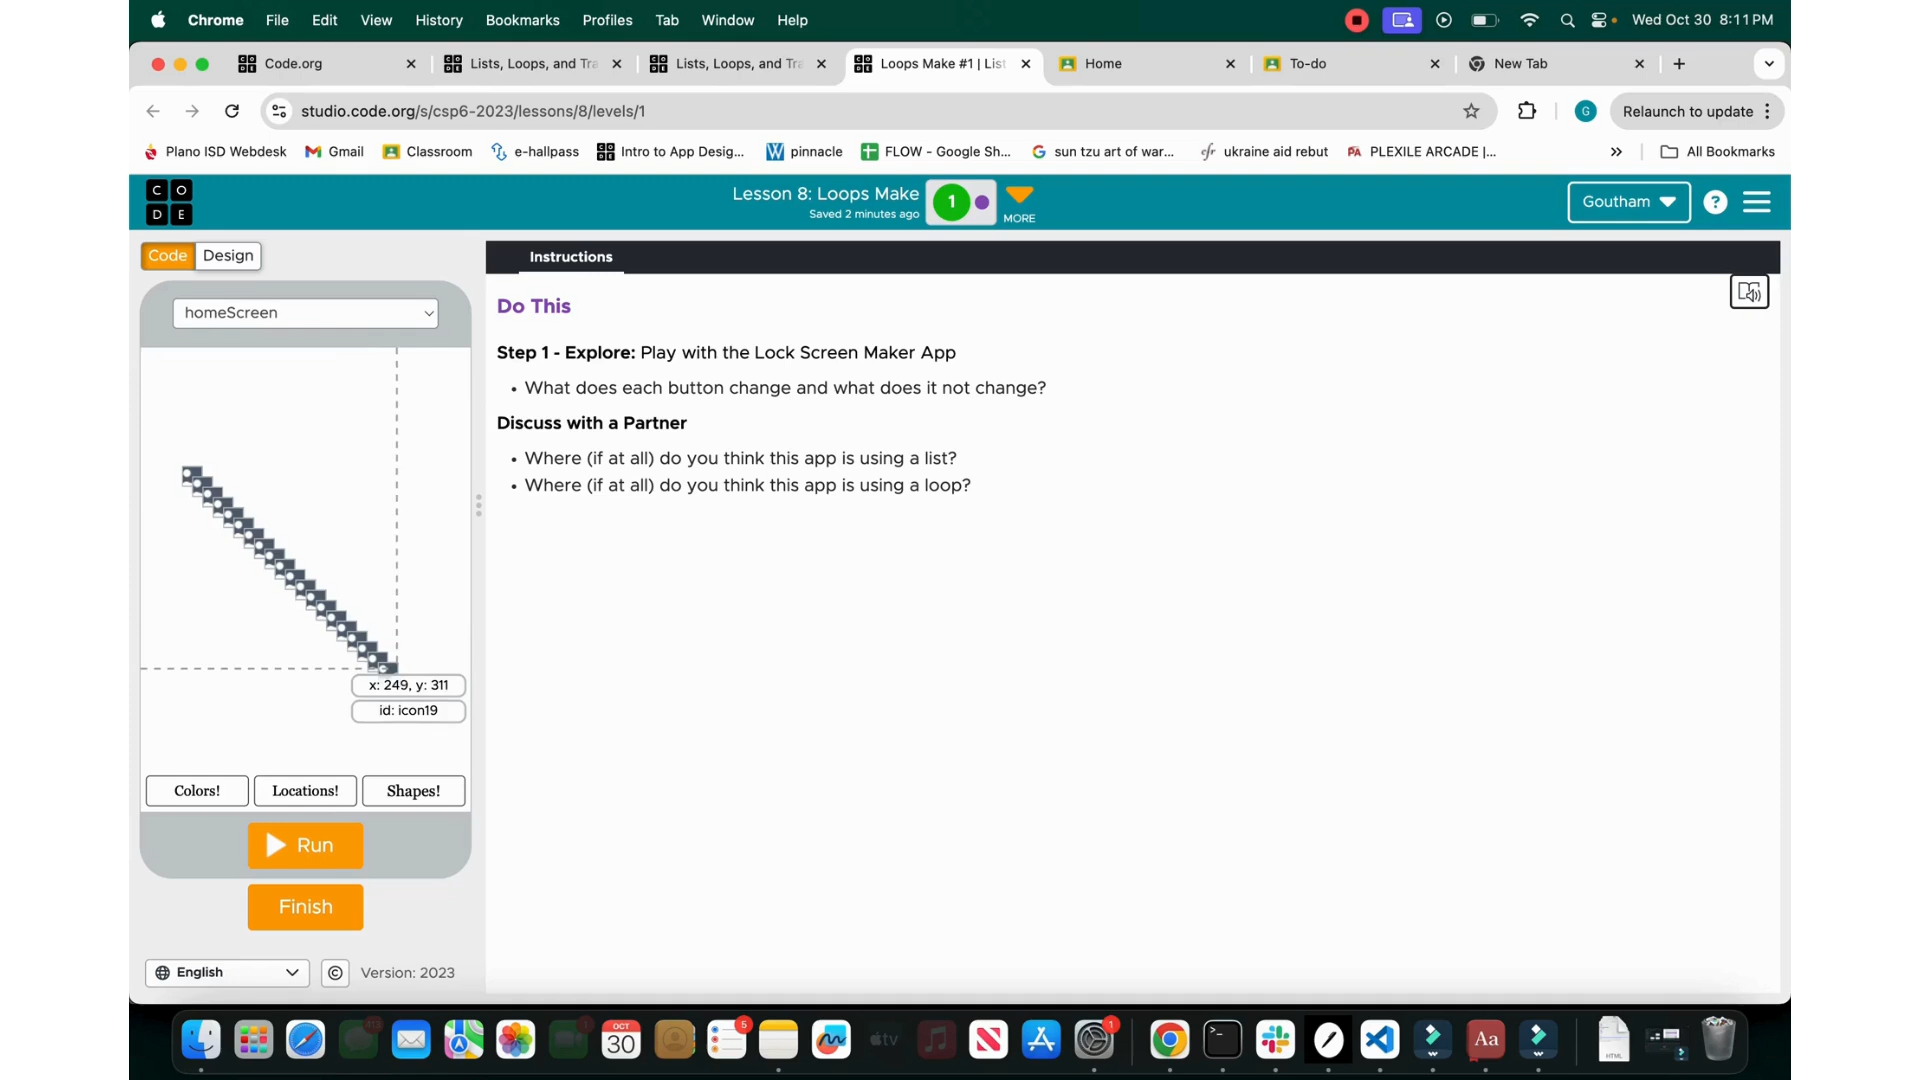 Chrome File Edit View History Bookmarks Profiles Tab Window Help Wed Oct 30 8:11 PM
Code.org Lists, Loops, and Tra Lists, Loops, and Tra Loops Make #1 | List Home To-do New Tab
studio.code.org/s/csp6-2023/lessons/8/levels/1 G Relaunch to update
Plano ISD Webdesk Gmail Classroom e-hallpass Intro to App Desig... pinnacle FLOW - Google Sh... sun tzu art of war... cfr ukraine aid rebut PA PLEXILE ARCADE |... All Bookmarks
C O
D E
Lesson 8: Loops Make
Saved 2 minutes ago
1
MORE
Goutham
?
Code Design
homeScreen
x: 249, y: 311
id: icon19
Colors! Locations! Shapes!
Run
Finish
English
© Version: 2023
Instructions
Do This
Step 1 - Explore: Play with the Lock Screen Maker App
• What does each button change and what does it not change?
Discuss with a Partner
• Where (if at all) do you think this app is using a list?
• Where (if at all) do you think this app is using a loop?
OCT
30
5
tv
1
Aa
HTML